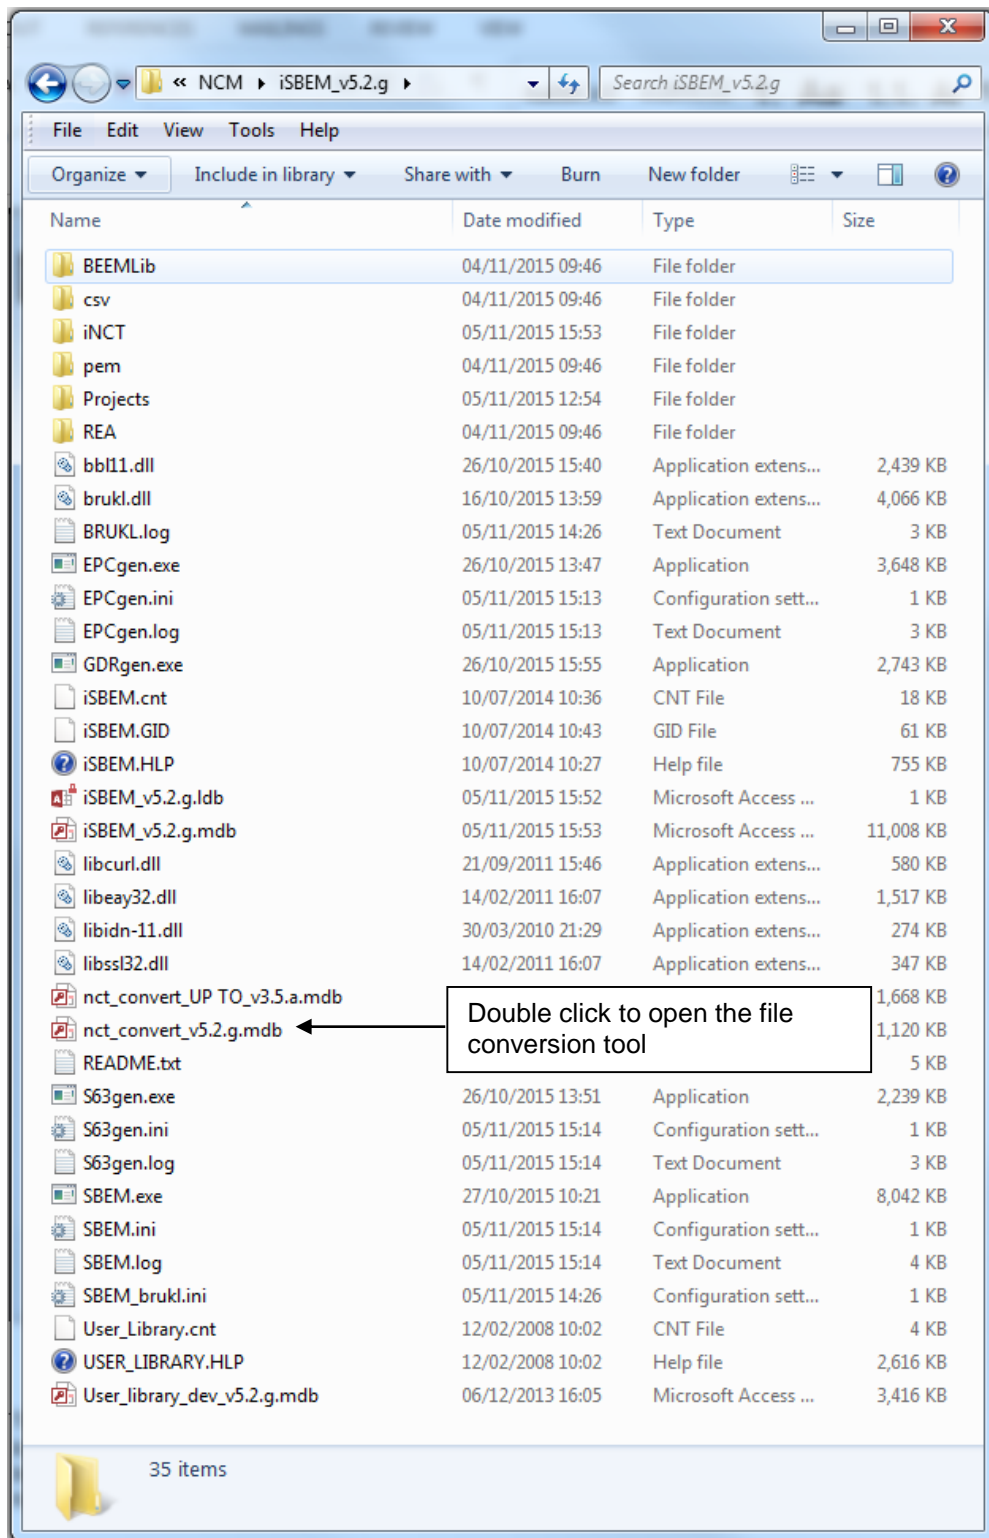 « NCM ▸ iSBEM_v5.2.g ▸ Search iSBEM_v5.2.g
File Edit View Tools Help
Organize Include in library Share with Burn New folder
Name Date modified Type Size
BEEMLib 04/11/2015 09:46 File folder
csv 04/11/2015 09:46 File folder
iNCT 05/11/2015 15:53 File folder
pem 04/11/2015 09:46 File folder
Projects 05/11/2015 12:54 File folder
REA 04/11/2015 09:46 File folder
bbl11.dll 26/10/2015 15:40 Application extens... 2,439 KB
brukl.dll 16/10/2015 13:59 Application extens... 4,066 KB
BRUKL.log 05/11/2015 14:26 Text Document 3 KB
EPCgen.exe 26/10/2015 13:47 Application 3,648 KB
EPCgen.ini 05/11/2015 15:13 Configuration sett... 1 KB
EPCgen.log 05/11/2015 15:13 Text Document 3 KB
GDRgen.exe 26/10/2015 15:55 Application 2,743 KB
iSBEM.cnt 10/07/2014 10:36 CNT File 18 KB
iSBEM.GID 10/07/2014 10:43 GID File 61 KB
iSBEM.HLP 10/07/2014 10:27 Help file 755 KB
iSBEM_v5.2.g.ldb 05/11/2015 15:52 Microsoft Access ... 1 KB
iSBEM_v5.2.g.mdb 05/11/2015 15:53 Microsoft Access ... 11,008 KB
libcurl.dll 21/09/2011 15:46 Application extens... 580 KB
libeay32.dll 14/02/2011 16:07 Application extens... 1,517 KB
libidn-11.dll 30/03/2010 21:29 Application extens... 274 KB
libssl32.dll 14/02/2011 16:07 Application extens... 347 KB
nct_convert_UP TO_v3.5.a.mdb 1,668 KB
nct_convert_v5.2.g.mdb 1,120 KB
Double click to open the file
conversion tool
README.txt 5 KB
S63gen.exe 26/10/2015 13:51 Application 2,239 KB
S63gen.ini 05/11/2015 15:14 Configuration sett... 1 KB
S63gen.log 05/11/2015 15:14 Text Document 3 KB
SBEM.exe 27/10/2015 10:21 Application 8,042 KB
SBEM.ini 05/11/2015 15:14 Configuration sett... 1 KB
SBEM.log 05/11/2015 15:14 Text Document 4 KB
SBEM_brukl.ini 05/11/2015 14:26 Configuration sett... 1 KB
User_Library.cnt 12/02/2008 10:02 CNT File 4 KB
USER_LIBRARY.HLP 12/02/2008 10:02 Help file 2,616 KB
User_library_dev_v5.2.g.mdb 06/12/2013 16:05 Microsoft Access ... 3,416 KB
35 items